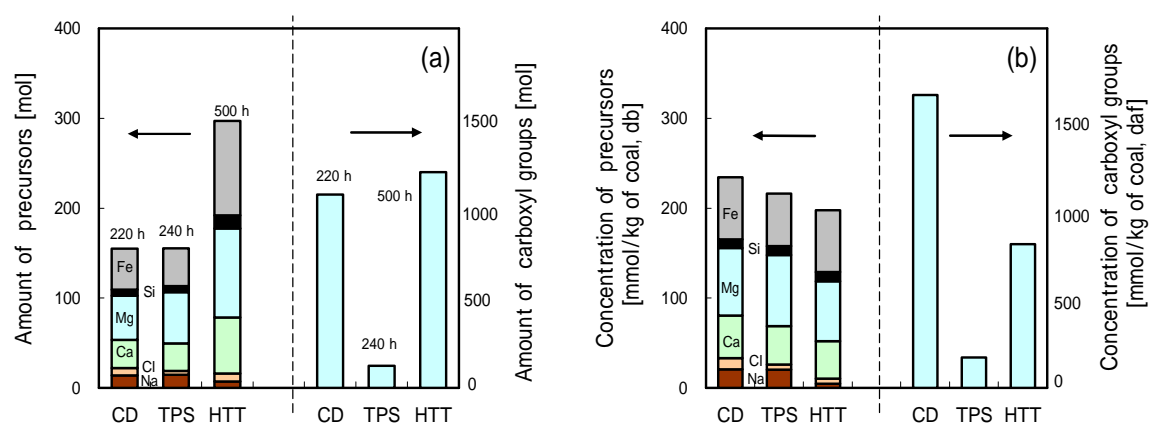 400
300
200
100
0
Amount of precursors [mol]
(a)
500 h
220 h
240 h
Fe
Si
Mg
Ca
Cl
Na
220 h
500 h
240 h
1500
1000
500
0
Amount of carboxyl groups [mol]
CD TPS HTT CD TPS HTT
400
300
200
100
0
Concentration of precursors
[mmol/kg of coal, db]
(b)
Fe
Si
Mg
Ca
Cl
Na
1500
1000
500
0
Concentration of carboxyl groups
[mmol/kg of coal, daf]
CD TPS HTT CD TPS HTT